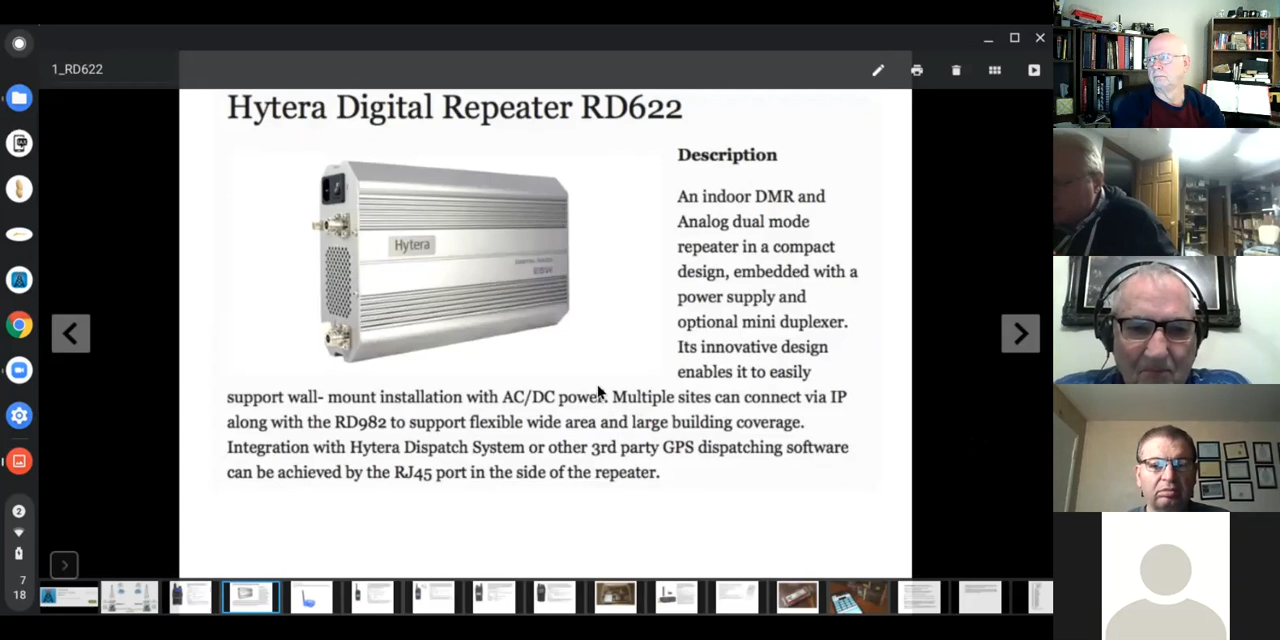 1_RD622
Hytera Digital Repeater RD622
Hytera
Description
An indoor DMR and
Analog dual mode
repeater in a compact
design, embedded with a
power supply and
optional mini duplexer.
Its innovative design
enables it to easily
support wall- mount installation with AC/DC power. Multiple sites can connect via IP
along with the RD982 to support flexible wide area and large building coverage.
Integration with Hytera Dispatch System or other 3rd party GPS dispatching software
can be achieved by the RJ45 port in the side of the repeater.
2
7
18